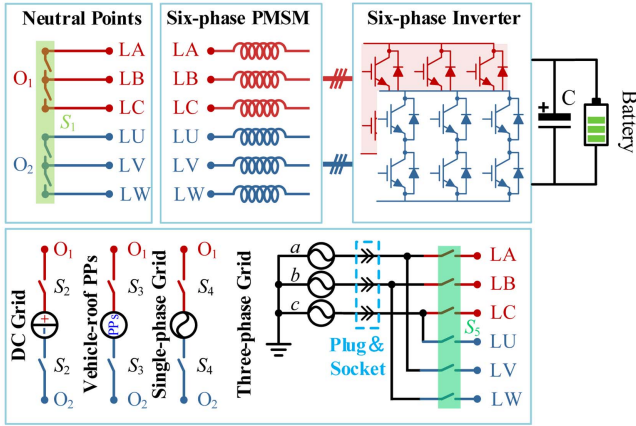 Neutral Points
Six-phase PMSM
Six-phase Inverter
LA
LB
LC
LU
LV
LW
O1
O2
S1
LA
LB
LC
LU
LV
LW
+
C
Battery
DC Grid
O1
S2
+
-
S2
O2
Vehicle-roof PPs
O1
S3
PPs
S3
O2
Single-phase Grid
O1
S4
S4
O2
Three-phase Grid
a
b
c
Plug &
Socket
S5
LA
LB
LC
LU
LV
LW